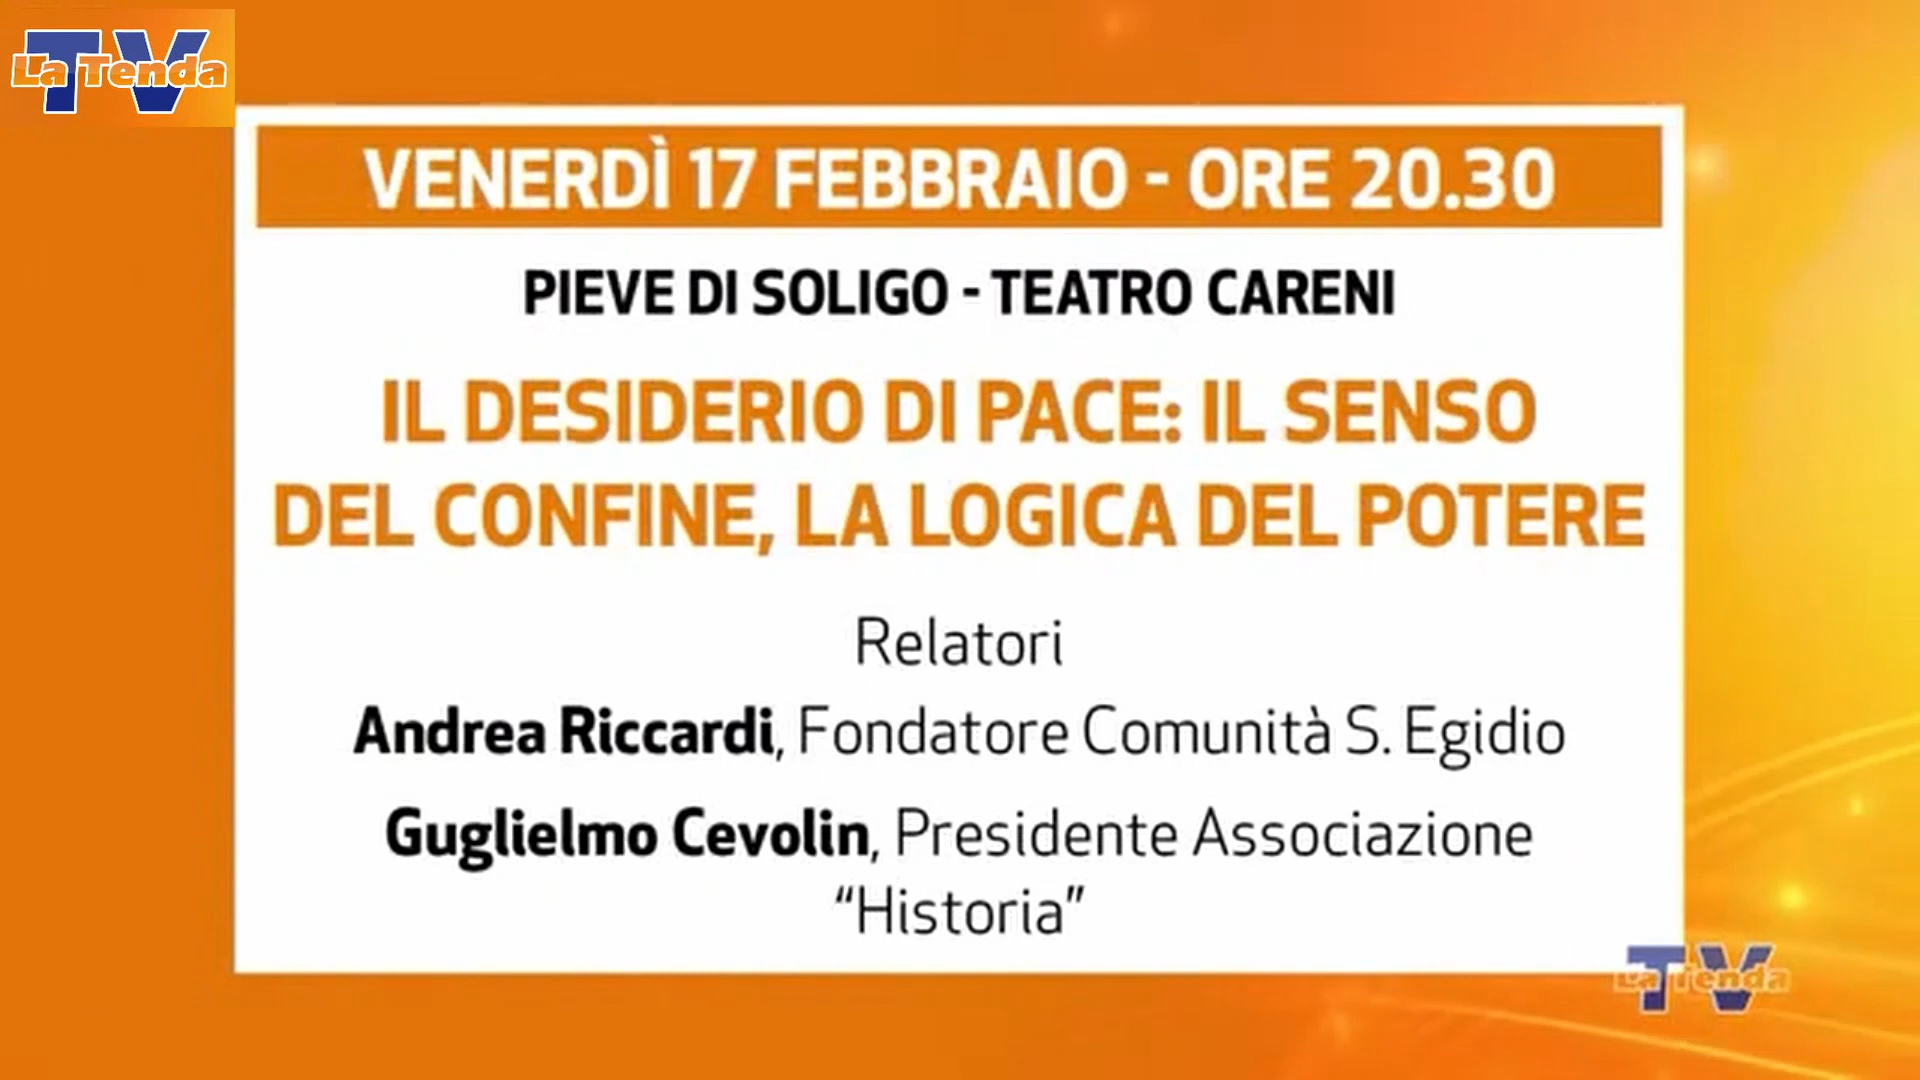 La Tenda TV
VENERDÌ 17 FEBBRAIO - ORE 20.30
PIEVE DI SOLIGO - TEATRO CARENI
IL DESIDERIO DI PACE: IL SENSO
DEL CONFINE, LA LOGICA DEL POTERE
Relatori
Andrea Riccardi, Fondatore Comunità S. Egidio
Guglielmo Cevolin, Presidente Associazione
“Historia”
La Tenda TV